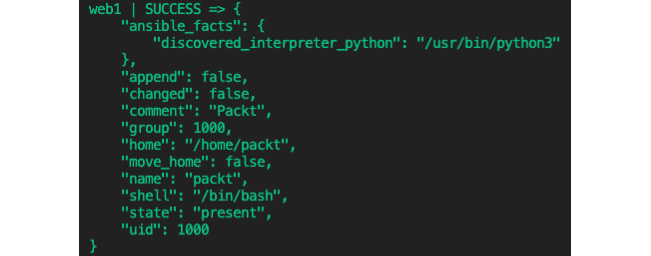 web1 | SUCCESS => {
    "ansible_facts": {
        "discovered_interpreter_python": "/usr/bin/python3"
    },
    "append": false,
    "changed": false,
    "comment": "Packt",
    "group": 1000,
    "home": "/home/packt",
    "move_home": false,
    "name": "packt",
    "shell": "/bin/bash",
    "state": "present",
    "uid": 1000
}